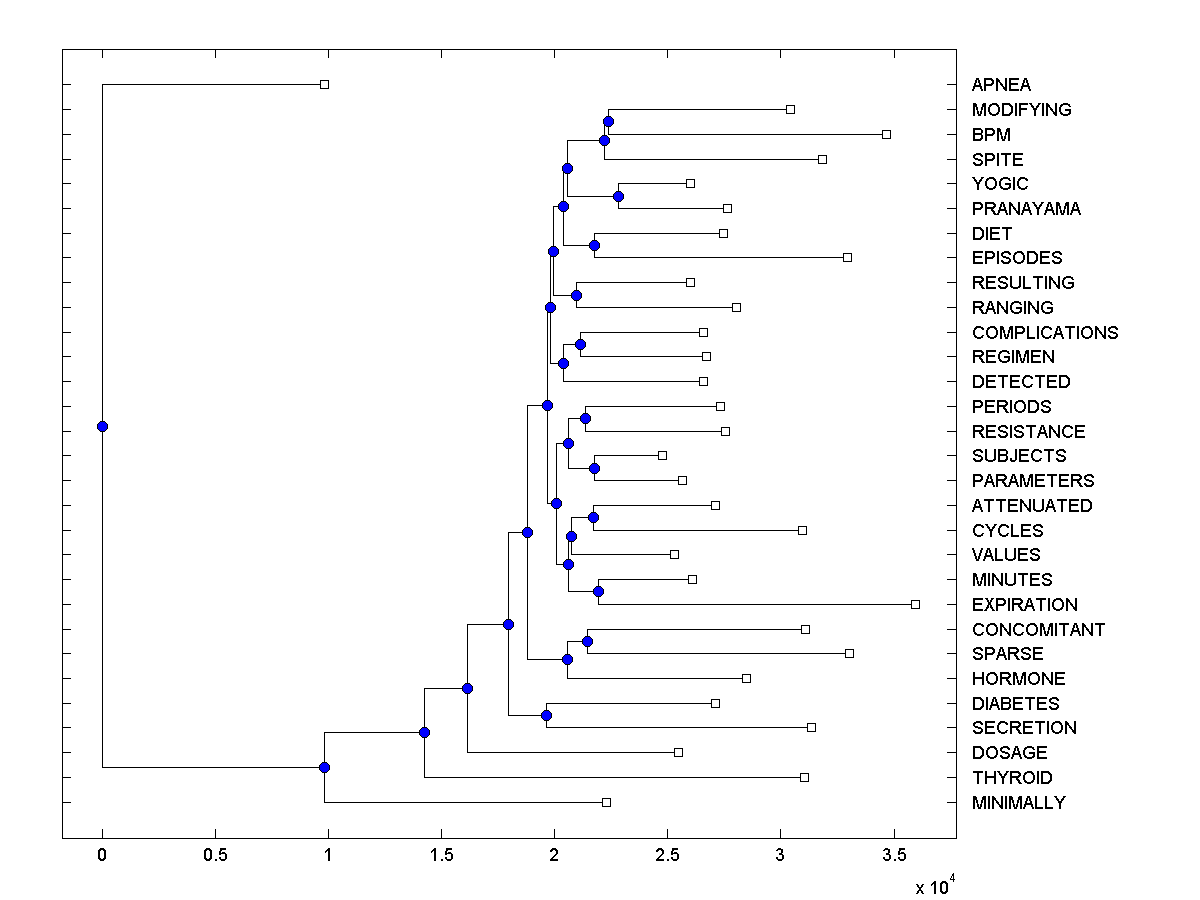 APNEA
MODIFYING
BPM
SPITE
YOGIC
PRANAYAMA
DIET
EPISODES
RESULTING
RANGING
COMPLICATIONS
REGIMEN
DETECTED
PERIODS
RESISTANCE
SUBJECTS
PARAMETERS
ATTENUATED
CYCLES
VALUES
MINUTES
EXPIRATION
CONCOMITANT
SPARSE
HORMONE
DIABETES
SECRETION
DOSAGE
THYROID
MINIMALLY
0 0.5 1 1.5 2 2.5 3 3.5
x 10^4